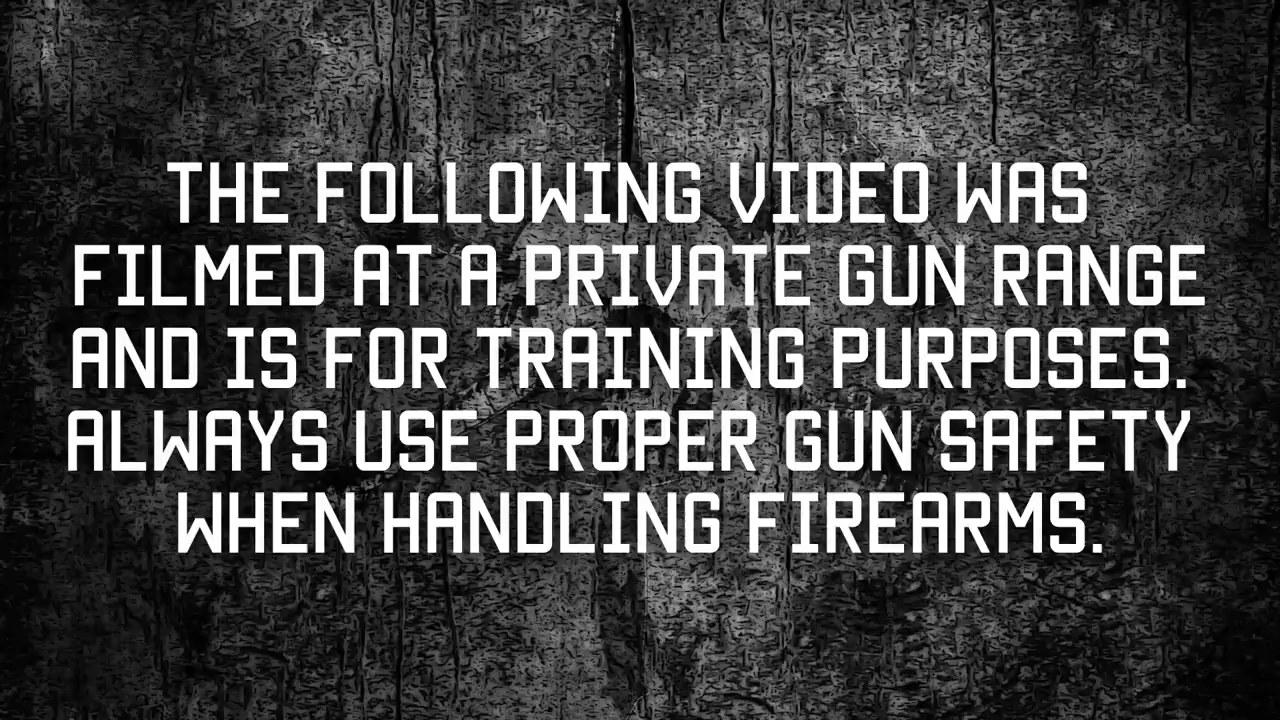 THE FOLLOWING VIDEO WAS
FILMED AT A PRIVATE GUN RANGE
AND IS FOR TRAINING PURPOSES.
ALWAYS USE PROPER GUN SAFETY
WHEN HANDLING FIREARMS.